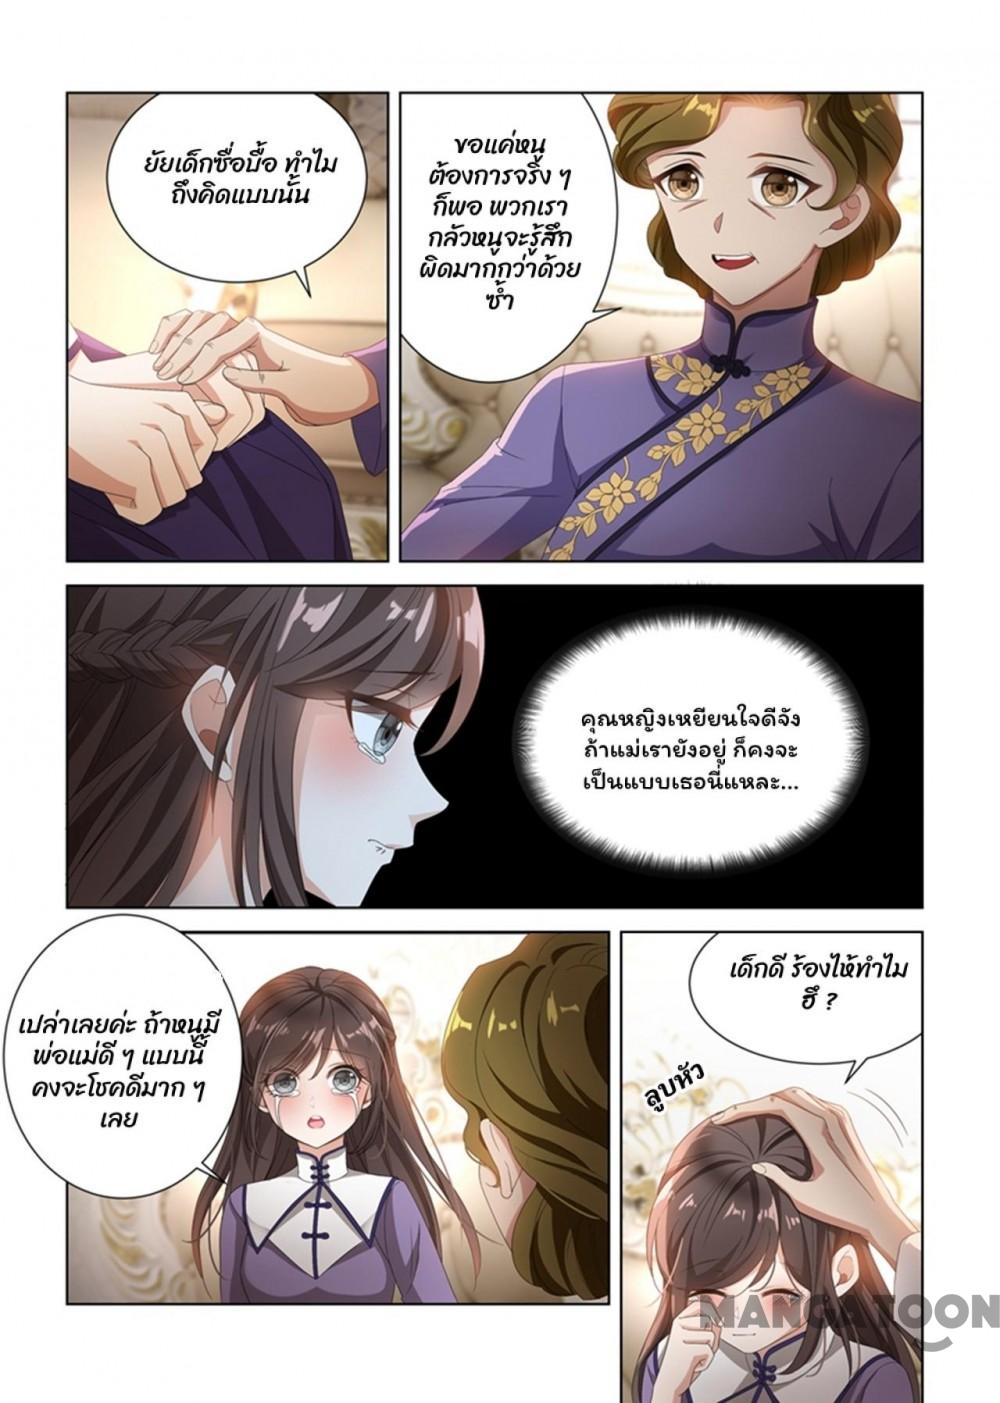 ยัยเด็กซื่อบื้อ ทำไม
ถึงคิดแบบนั้น
ขอแค่หนู
ต้องการจริง ๆ
ก็พอ พวกเรา
กลัวหนูจะรู้สึก
ผิดมากกว่าด้วย
ซ้ำ
คุณหญิงเหยียนใจดีจัง
ถ้าแม่เรายังอยู่ ก็คงจะ
เป็นแบบเธอนี่แหละ...
เปล่าเลยค่ะ ถ้าหนูมี
พ่อแม่ดี ๆ แบบนี้
คงจะโชคดีมาก ๆ
เลย
เด็กดี ร้องไห้ทำไม
ฮึ ?
ลูบหัว
MANGATOON